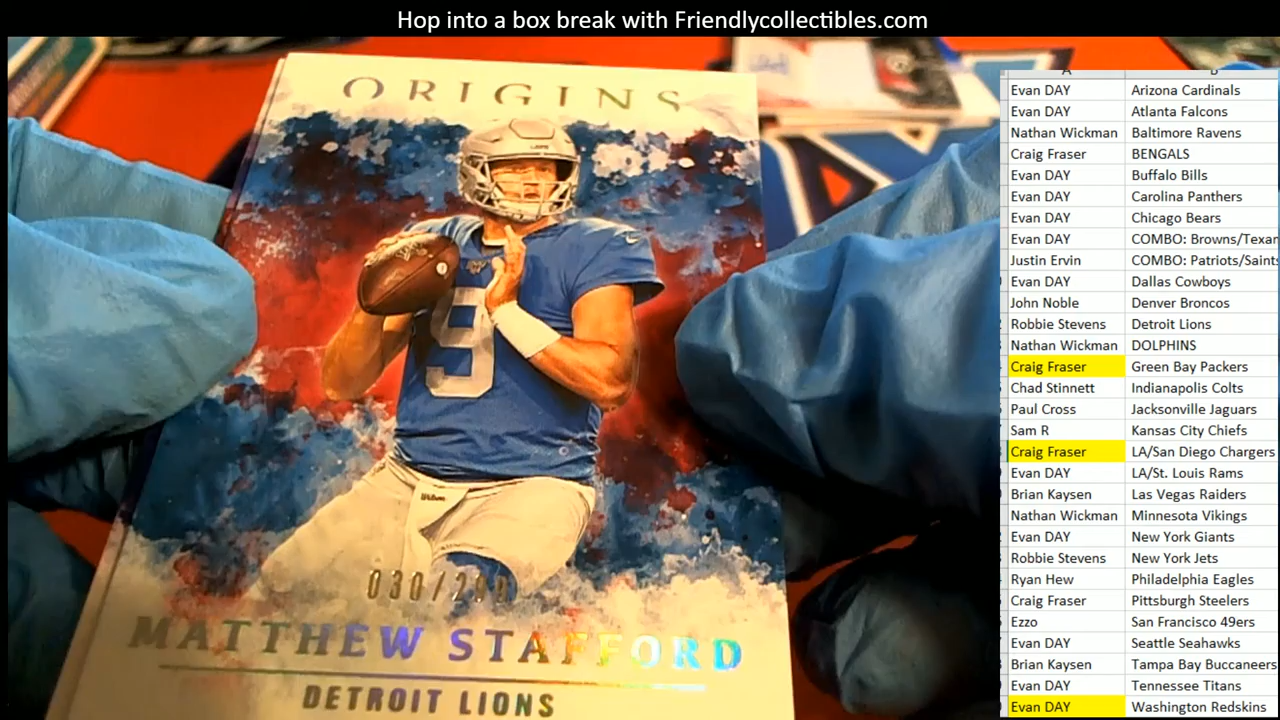 Hop into a box break with Friendlycollectibles.com
ORIGINS
9
MATTHEW STAFFORD
DETROIT LIONS
A B
Evan DAY Arizona Cardinals
Evan DAY Atlanta Falcons
Nathan Wickman Baltimore Ravens
Craig Fraser BENGALS
Evan DAY Buffalo Bills
Evan DAY Carolina Panthers
Evan DAY Chicago Bears
Evan DAY COMBO: Browns/Texan
Justin Ervin COMBO: Patriots/Saints
Evan DAY Dallas Cowboys
John Noble Denver Broncos
Robbie Stevens Detroit Lions
Nathan Wickman DOLPHINS
Craig Fraser Green Bay Packers
Chad Stinnett Indianapolis Colts
Paul Cross Jacksonville Jaguars
Sam R Kansas City Chiefs
Craig Fraser LA/San Diego Chargers
Evan DAY LA/St. Louis Rams
Brian Kaysen Las Vegas Raiders
Nathan Wickman Minnesota Vikings
Evan DAY New York Giants
Robbie Stevens New York Jets
Ryan Hew Philadelphia Eagles
Craig Fraser Pittsburgh Steelers
Ezzo San Francisco 49ers
Evan DAY Seattle Seahawks
Brian Kaysen Tampa Bay Buccaneers
Evan DAY Tennessee Titans
Evan DAY Washington Redskins